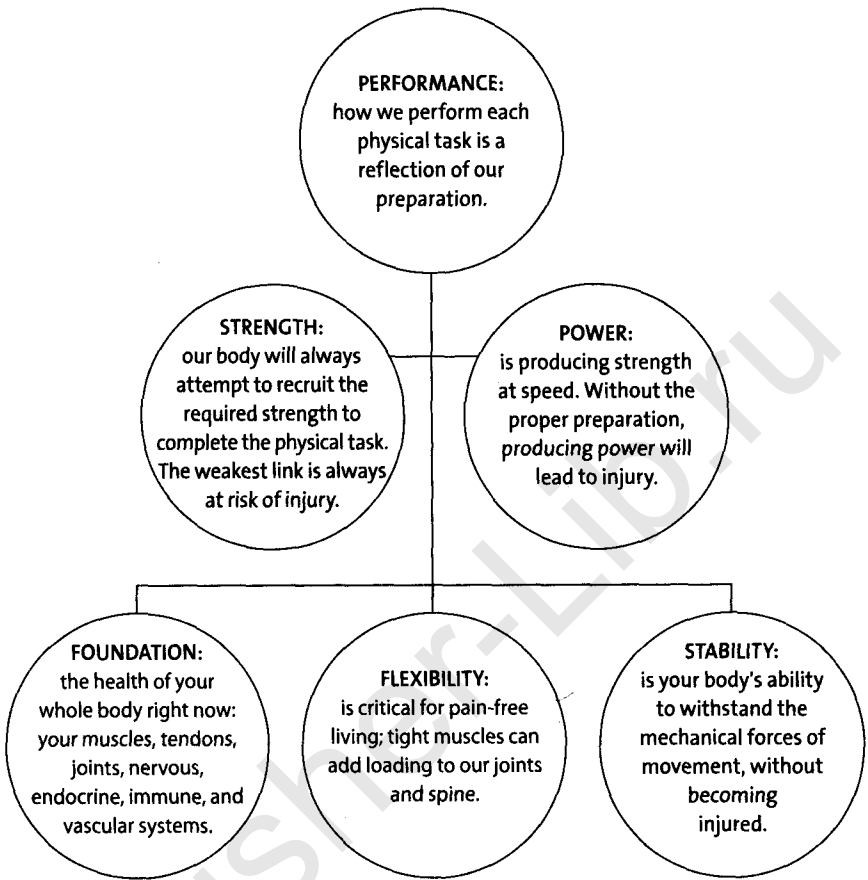 PERFORMANCE:
how we perform each
physical task is a
reflection of our
preparation.
STRENGTH:
our body will always
attempt to recruit the
required strength to
complete the physical task.
The weakest link is always
at risk of injury.
POWER:
is producing strength
at speed. Without the
proper preparation,
producing power will
lead to injury.
FOUNDATION:
the health of your
whole body right now:
your muscles, tendons,
joints, nervous,
endocrine, immune, and
vascular systems.
FLEXIBILITY:
is critical for pain-free
living; tight muscles can
add loading to our joints
and spine.
STABILITY:
is your body's ability
to withstand the
mechanical forces of
movement, without
becoming
injured.
sher-Lib.ru